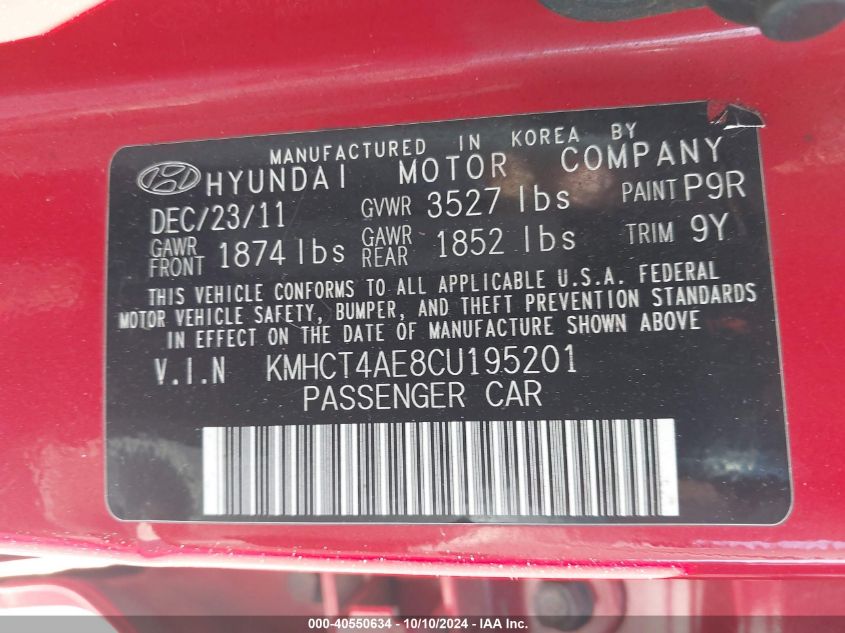 MANUFACTURED IN KOREA BY
HYUNDAI MOTOR COMPANY
DEC/23/11 GVWR 3527 lbs PAINT P9R
GAWR FRONT 1874 lbs GAWR REAR 1852 lbs TRIM 9Y
THIS VEHICLE CONFORMS TO ALL APPLICABLE U.S.A. FEDERAL
MOTOR VEHICLE SAFETY, BUMPER, AND THEFT PREVENTION STANDARDS
IN EFFECT ON THE DATE OF MANUFACTURE SHOWN ABOVE
V.I.N KMHCT4AE8CU195201
PASSENGER CAR
000-40550634 - 10/10/2024 - IAAI.COM